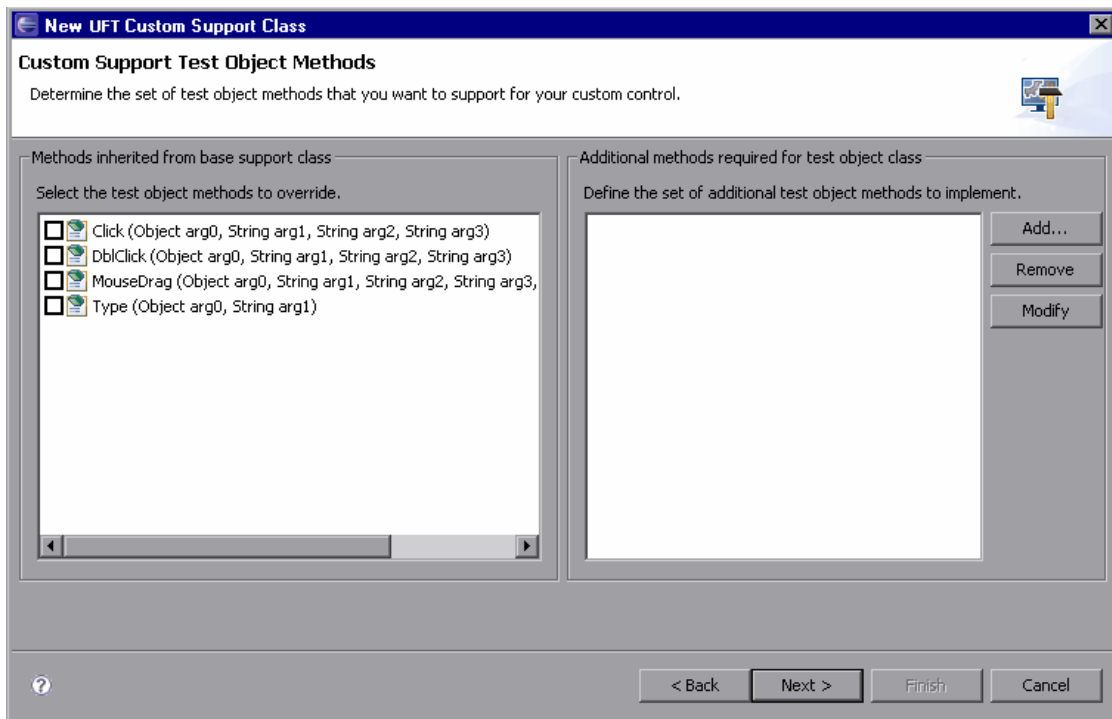 New UFT Custom Support Class
Custom Support Test Object Methods
Determine the set of test object methods that you want to support for your custom control.
Methods inherited from base support class
Select the test object methods to override.
Click (Object arg0, String arg1, String arg2, String arg3)
DblClick (Object arg0, String arg1, String arg2, String arg3)
MouseDrag (Object arg0, String arg1, String arg2, String arg3,
Type (Object arg0, String arg1)
Additional methods required for test object class
Define the set of additional test object methods to implement.
Add...
Remove
Modify
?
< Back
Next >
Finish
Cancel